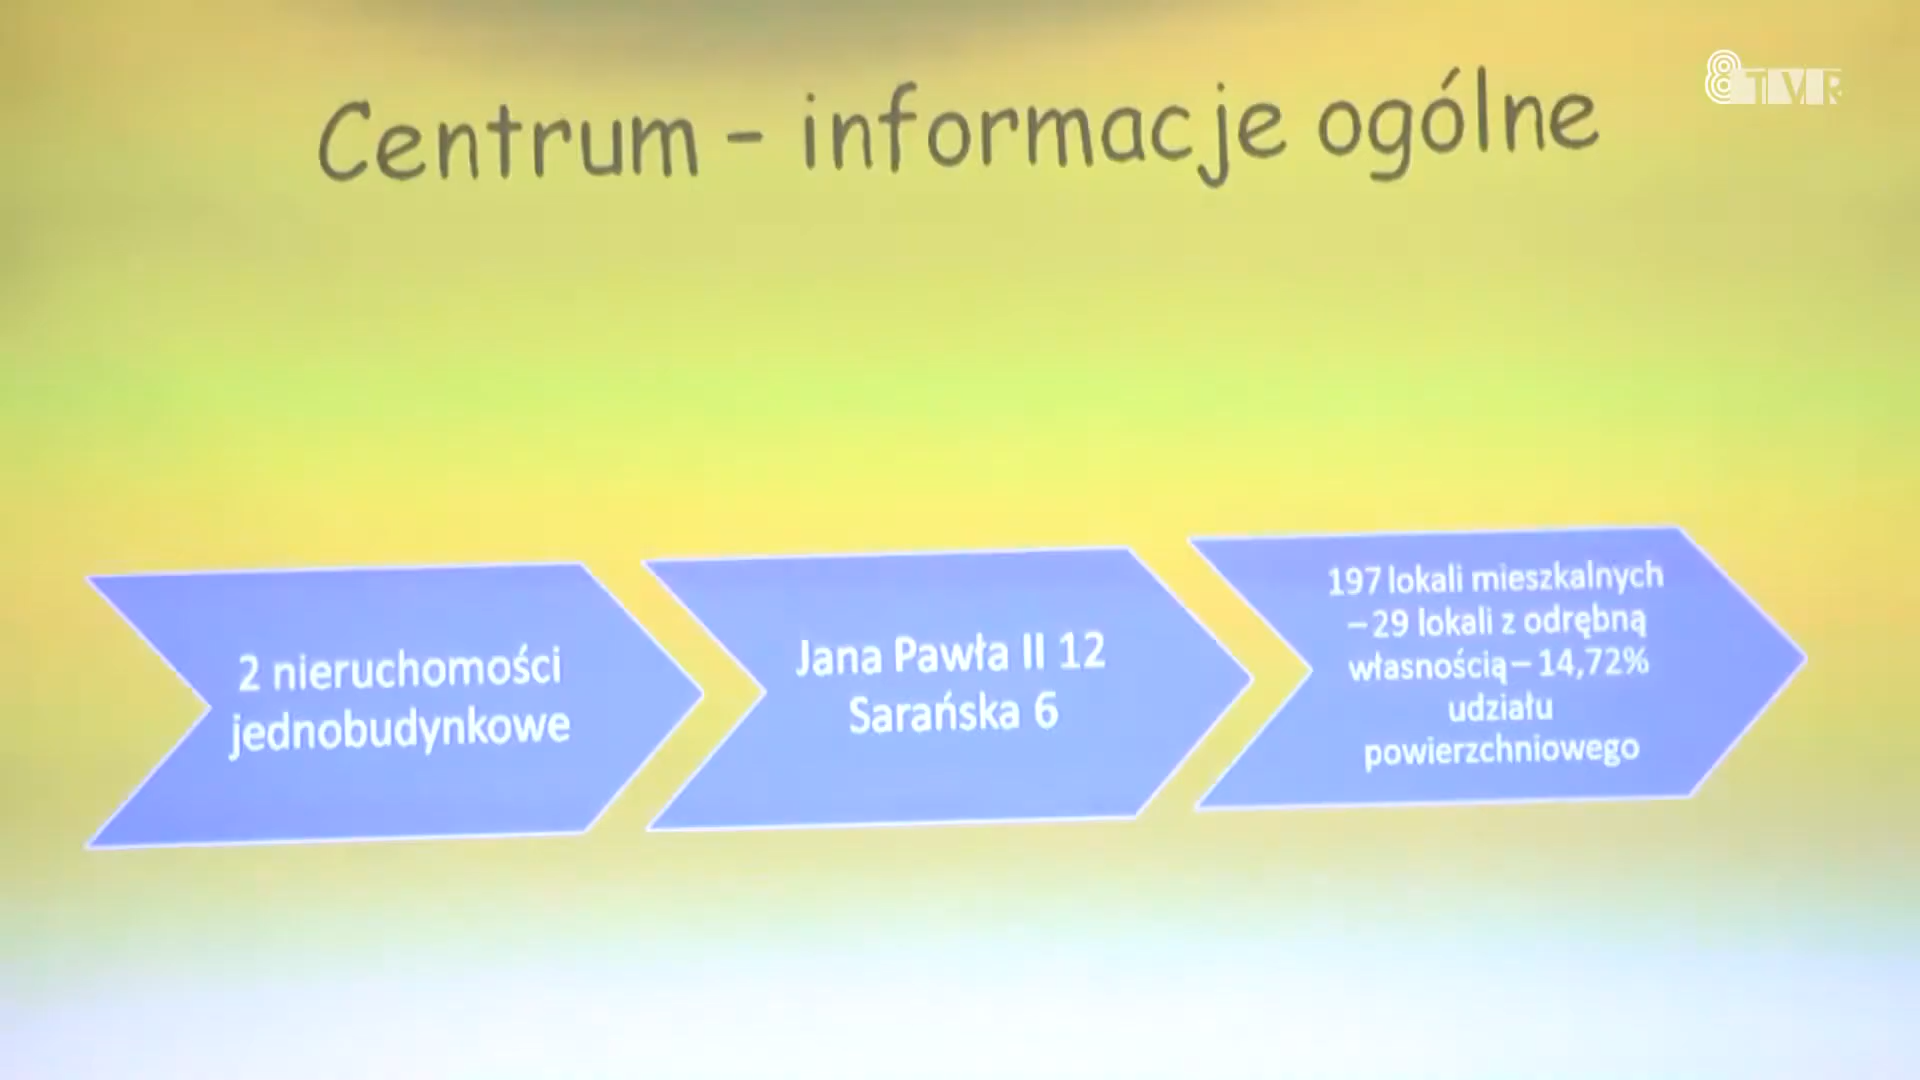 Centrum – informacje ogólne
TVR
2 nieruchomości
jednobudynkowe
Jana Pawła II 12
Sarańska 6
197 lokali mieszkalnych
– 29 lokali z odrębną
własnością – 14,72%
udziału
powierzchniowego